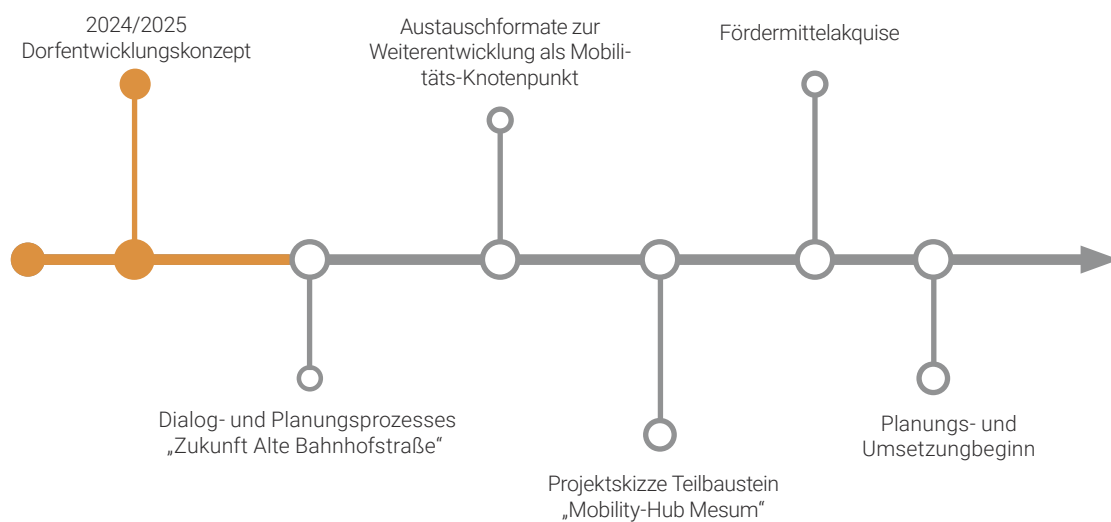 2024/2025
Dorfentwicklungskonzept
Austauschformate zur
Weiterentwicklung als Mobili-
täts-Knotenpunkt
Fördermittelakquise
Dialog- und Planungsprozesses
„Zukunft Alte Bahnhofstraße“
Projektskizze Teilbaustein
„Mobility-Hub Mesum“
Planungs- und
Umsetzungbeginn